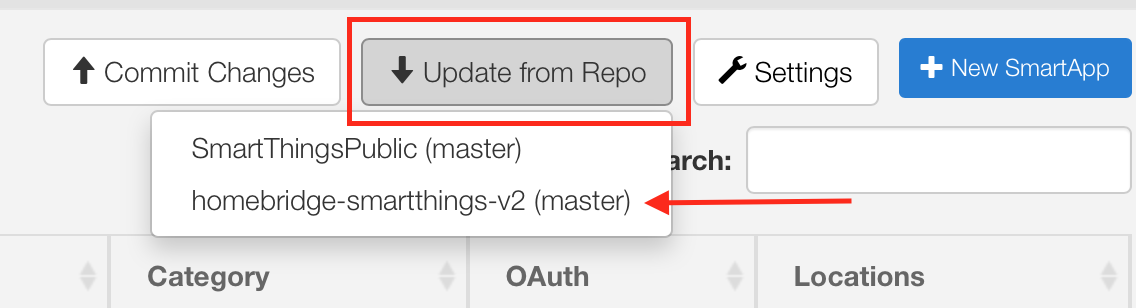 Commit Changes
Update from Repo
Settings
New SmartApp
SmartThingsPublic (master)
arch:
homebridge-smartthings-v2 (master)
Category
OAuth
Locations